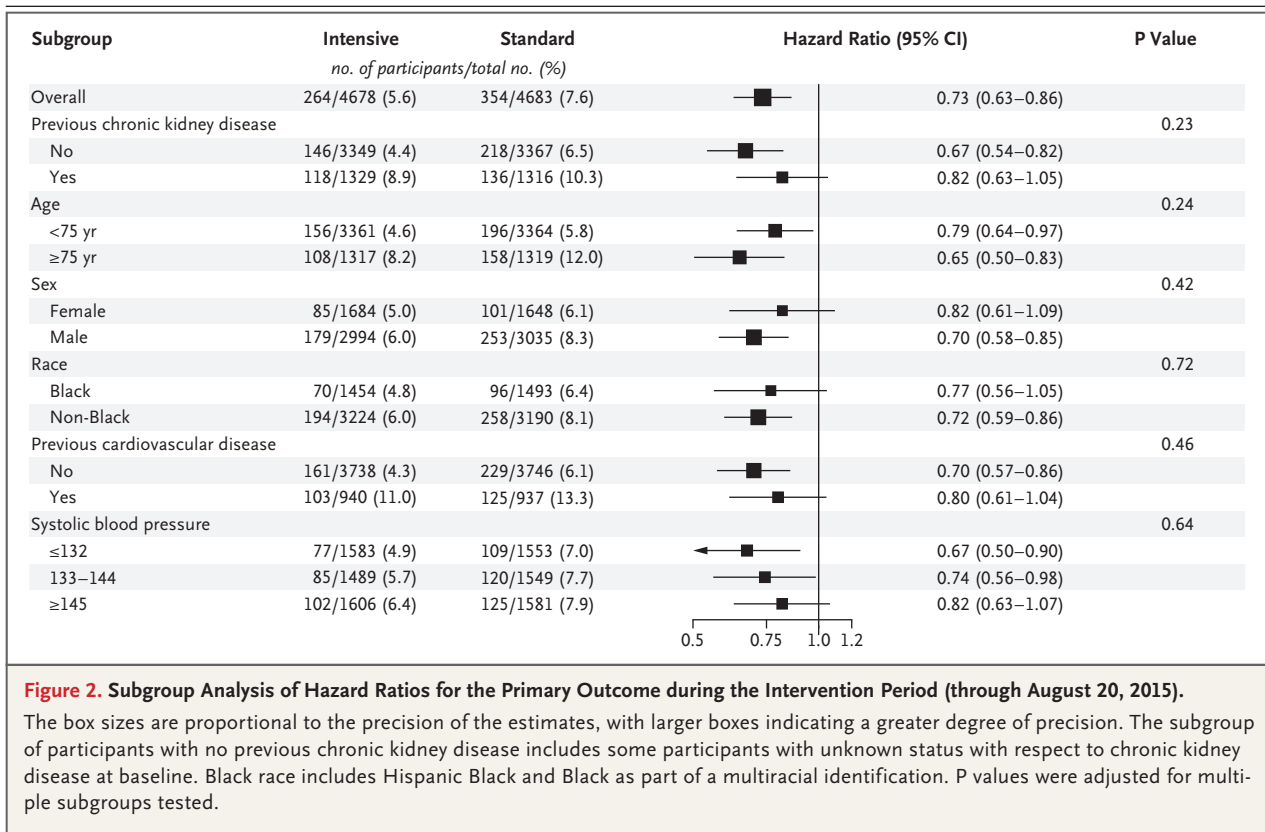 Subgroup Intensive Standard Hazard Ratio (95% CI) P Value
no. of participants/total no. (%)
Overall 264/4678 (5.6) 354/4683 (7.6) 0.73 (0.63–0.86)
Previous chronic kidney disease 0.23
No 146/3349 (4.4) 218/3367 (6.5) 0.67 (0.54–0.82)
Yes 118/1329 (8.9) 136/1316 (10.3) 0.82 (0.63–1.05)
Age 0.24
<75 yr 156/3361 (4.6) 196/3364 (5.8) 0.79 (0.64–0.97)
≥75 yr 108/1317 (8.2) 158/1319 (12.0) 0.65 (0.50–0.83)
Sex 0.42
Female 85/1684 (5.0) 101/1648 (6.1) 0.82 (0.61–1.09)
Male 179/2994 (6.0) 253/3035 (8.3) 0.70 (0.58–0.85)
Race 0.72
Black 70/1454 (4.8) 96/1493 (6.4) 0.77 (0.56–1.05)
Non-Black 194/3224 (6.0) 258/3190 (8.1) 0.72 (0.59–0.86)
Previous cardiovascular disease 0.46
No 161/3738 (4.3) 229/3746 (6.1) 0.70 (0.57–0.86)
Yes 103/940 (11.0) 125/937 (13.3) 0.80 (0.61–1.04)
Systolic blood pressure 0.64
≤132 77/1583 (4.9) 109/1553 (7.0) 0.67 (0.50–0.90)
133–144 85/1489 (5.7) 120/1549 (7.7) 0.74 (0.56–0.98)
≥145 102/1606 (6.4) 125/1581 (7.9) 0.82 (0.63–1.07)
0.5 0.75 1.0 1.2
Figure 2. Subgroup Analysis of Hazard Ratios for the Primary Outcome during the Intervention Period (through August 20, 2015).
The box sizes are proportional to the precision of the estimates, with larger boxes indicating a greater degree of precision. The subgroup
of participants with no previous chronic kidney disease includes some participants with unknown status with respect to chronic kidney
disease at baseline. Black race includes Hispanic Black and Black as part of a multiracial identification. P values were adjusted for multi-
ple subgroups tested.